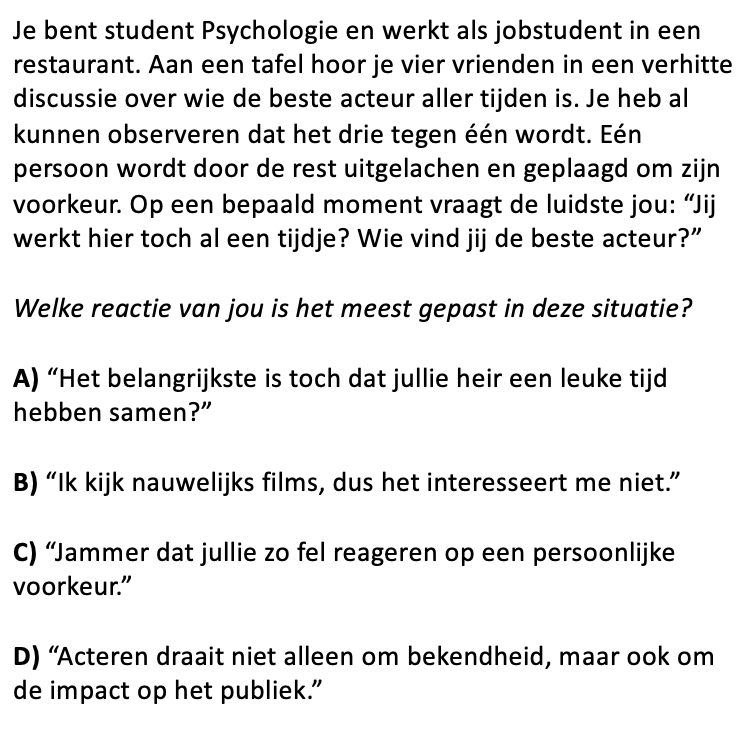 Je bent student Psychologie en werkt als jobstudent in een
restaurant. Aan een tafel hoor je vier vrienden in een verhitte
discussie over wie de beste acteur aller tijden is. Je heb al
kunnen observeren dat het drie tegen één wordt. Eén
persoon wordt door de rest uitgelachen en geplaagd om zijn
voorkeur. Op een bepaald moment vraagt de luidste jou: “Jij
werkt hier toch al een tijdje? Wie vind jij de beste acteur?”
Welke reactie van jou is het meest gepast in deze situatie?
A) “Het belangrijkste is toch dat jullie heir een leuke tijd
hebben samen?”
B) “Ik kijk nauwelijks films, dus het interesseert me niet.”
C) “Jammer dat jullie zo fel reageren op een persoonlijke
voorkeur.”
D) “Acteren draait niet alleen om bekendheid, maar ook om
de impact op het publiek.”